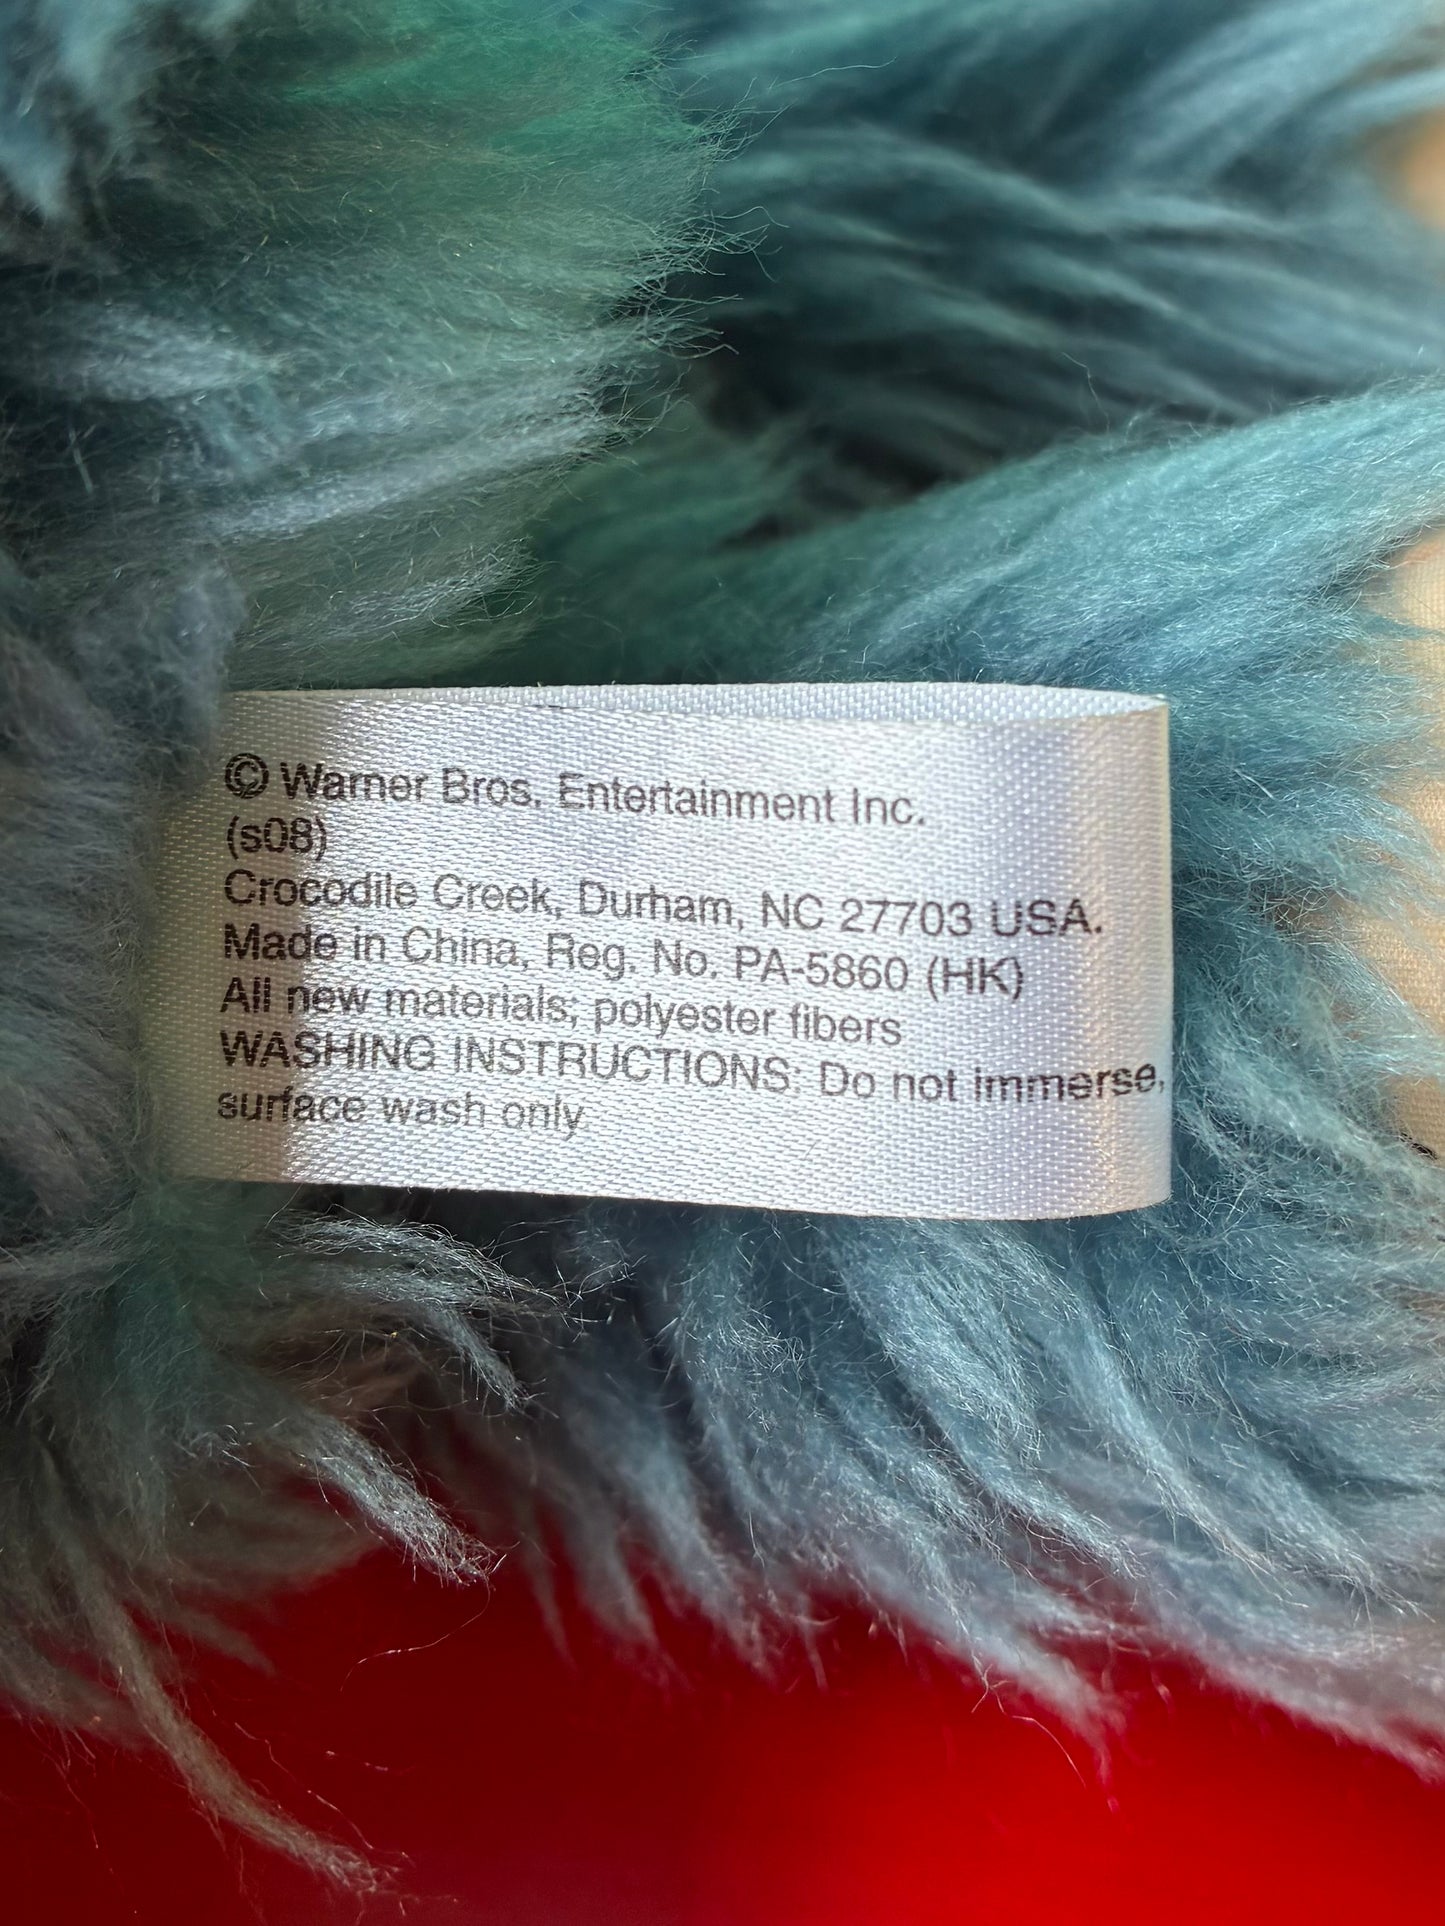 © Warner Bros. Entertainment Inc.
(s08)
Crocodile Creek, Durham, NC 27703 USA.
Made in China, Reg. No. PA-5860 (HK)
All new materials; polyester fibers
WASHING INSTRUCTIONS: Do not immerse,
surface wash only